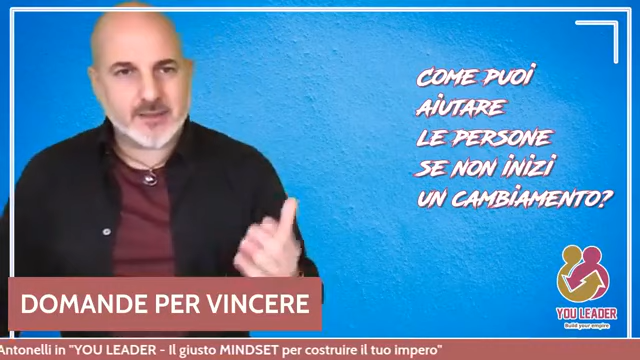 COME PUOI
AIUTARE
LE PERSONE
SE NON INIZI
UN CAMBIAMENTO?
DOMANDE PER VINCERE
YOU LEADER
Build your empire
Antonelli in "YOU LEADER - Il giusto MINDSET per costruire il tuo impero"